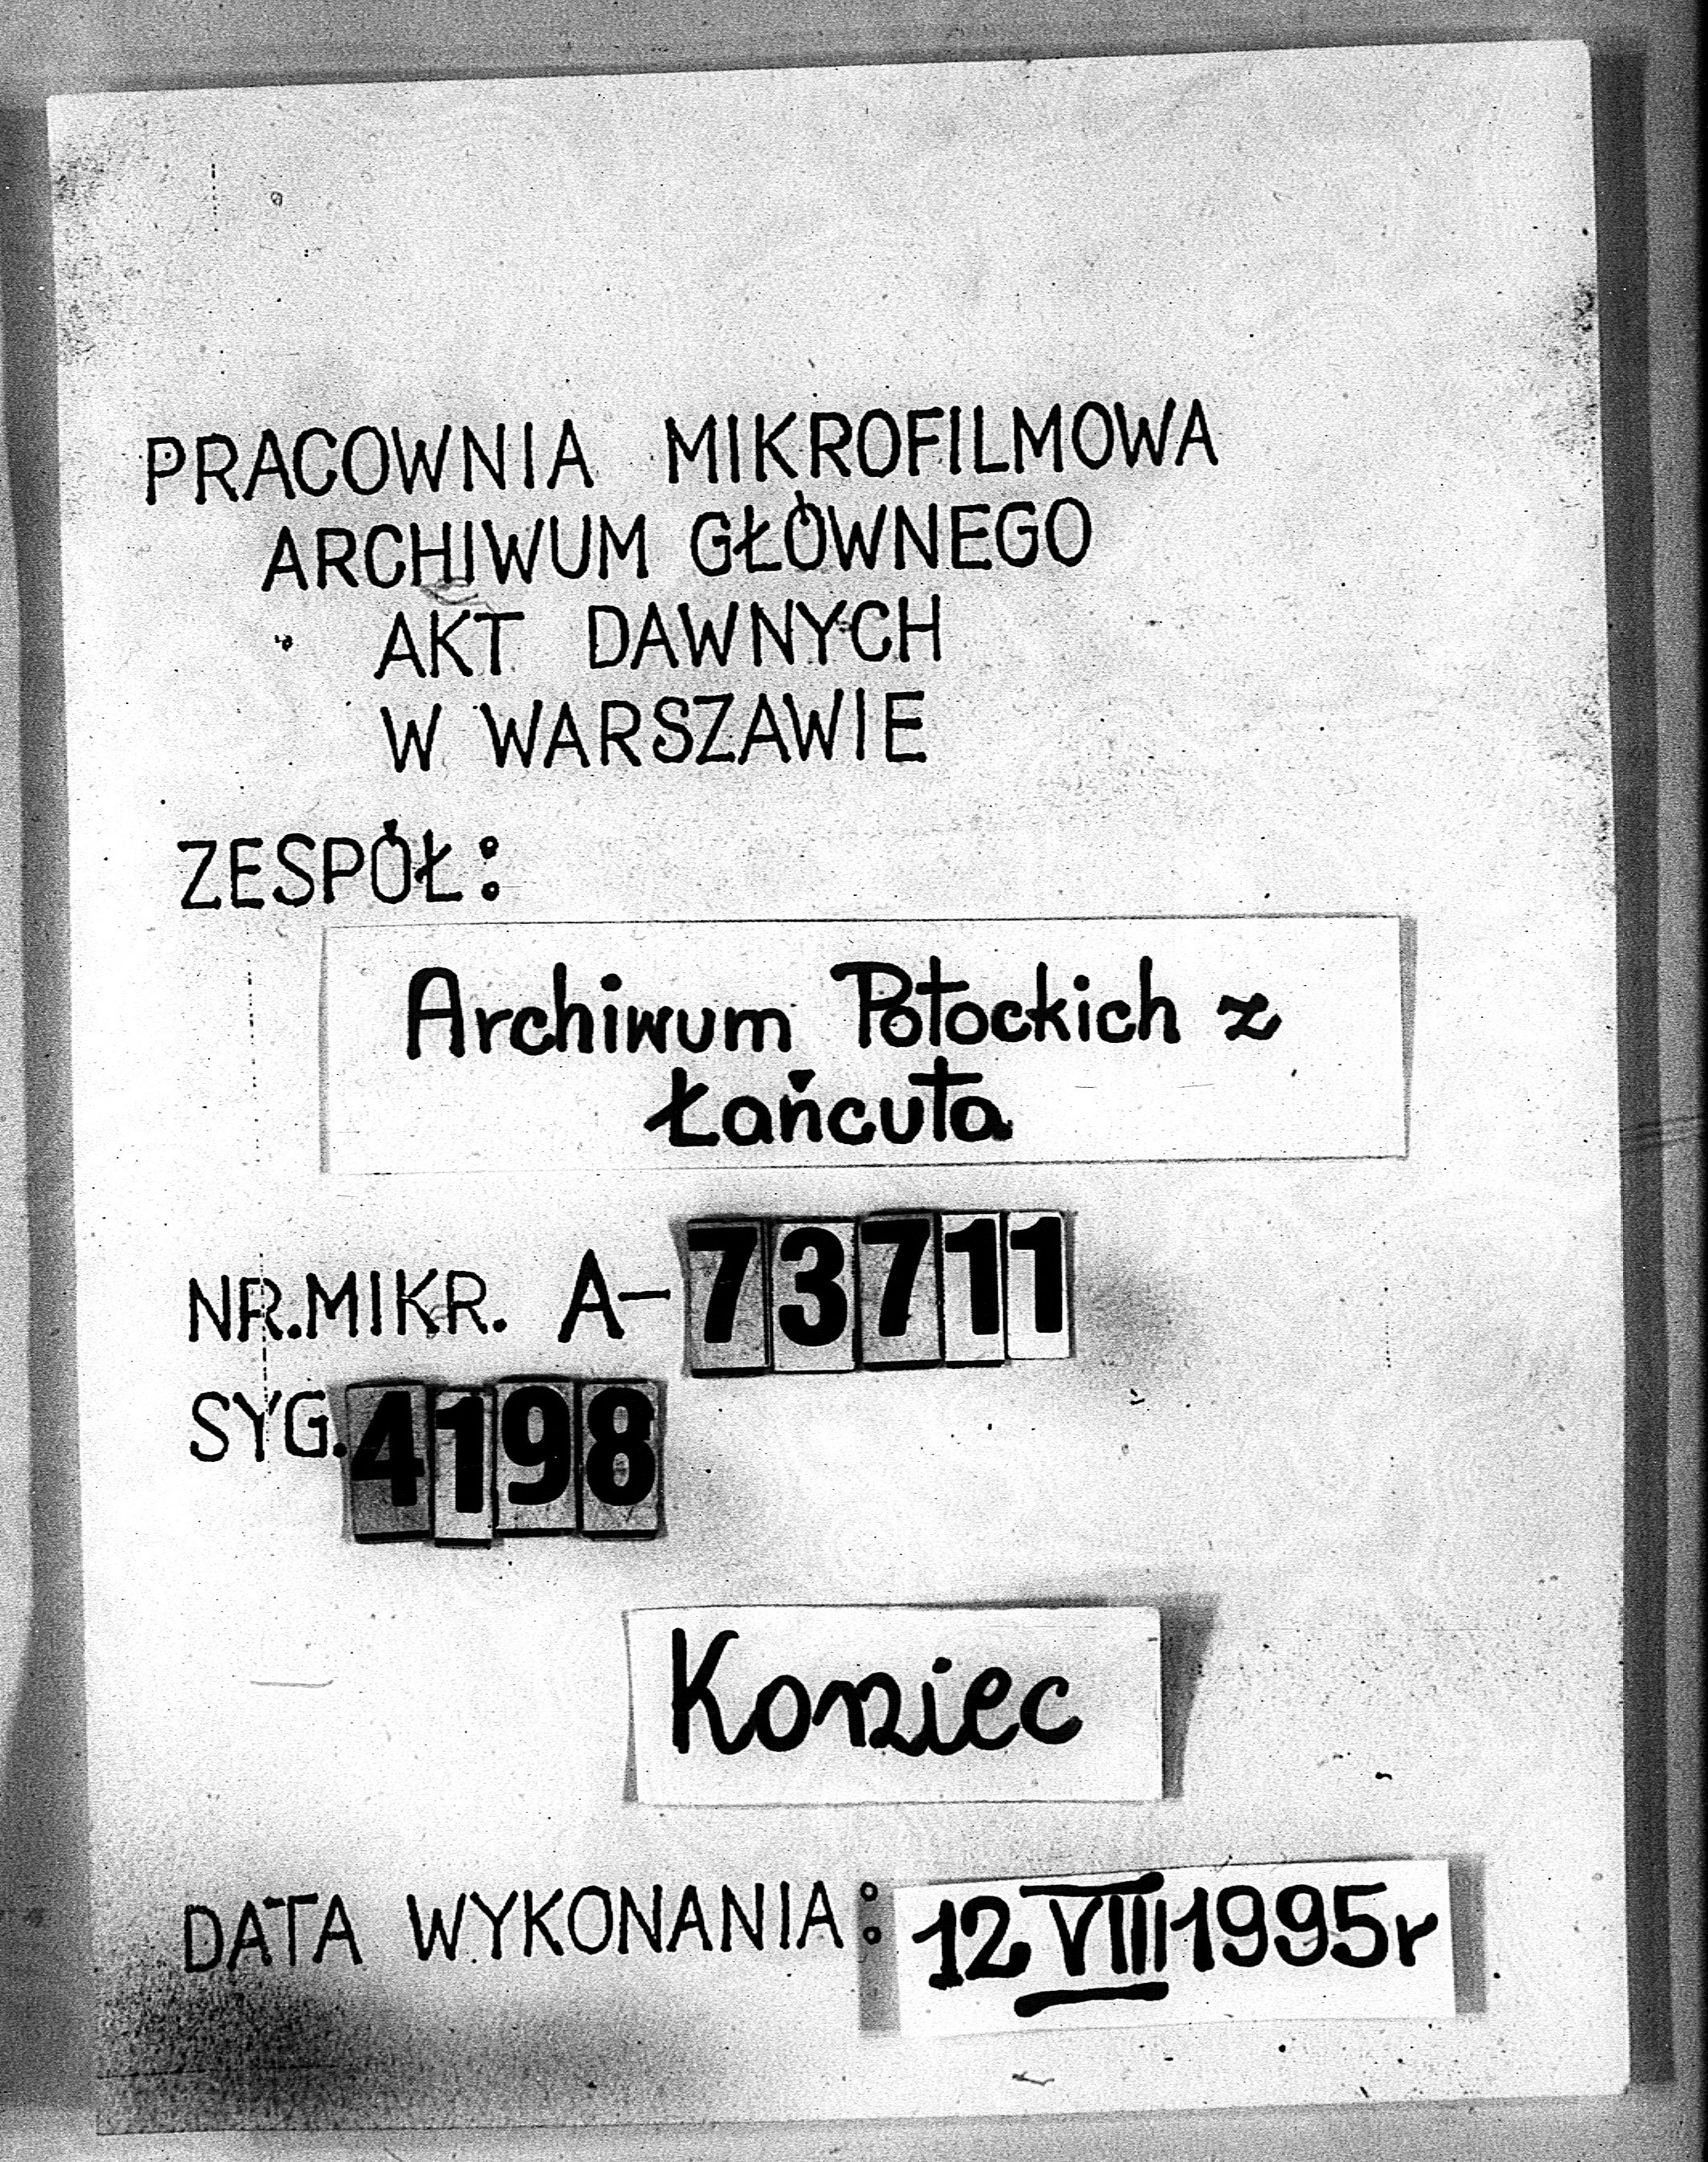 PRACOWNIA MIKROFILMOWA
ARCHIWUM GŁÓWNEGO
AKT DAWNYCH
W WARSZAWIE
ZESPÓŁ:
Archiwum Potockich z
Łańcuta
NR.MIKR. A-73711
SYG. 4198
Koniec
DATA WYKONANIA: 12 VIII 1995r